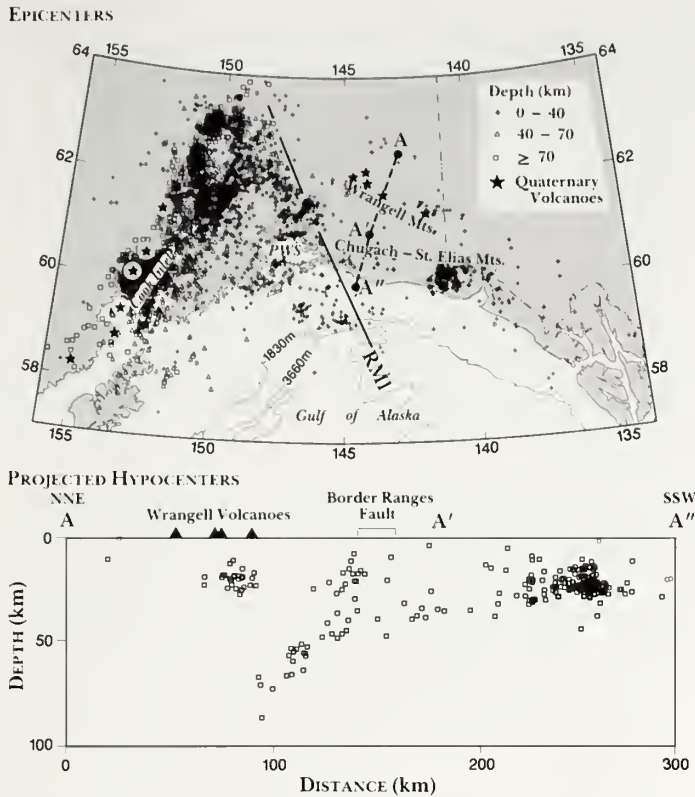 EPICENTERS
64 155 150 145 140 135 64
Depth (km)
0 – 40
40 – 70
≥ 70
Quaternary
Volcanoes
62 A 62
Wrangell Mts.
A'
PWS
Chugach – St. Elias Mts.
60 60
Cook Inlet
A"
1830m
3660m
RM1
58 58
Gulf of Alaska
155 150 145 140 135
PROJECTED HYPOCENTERS
NNE Border Ranges SSW
A Wrangell Volcanoes Fault A' A"
0
50
100
DEPTH (km)
0 100 200 300
DISTANCE (km)